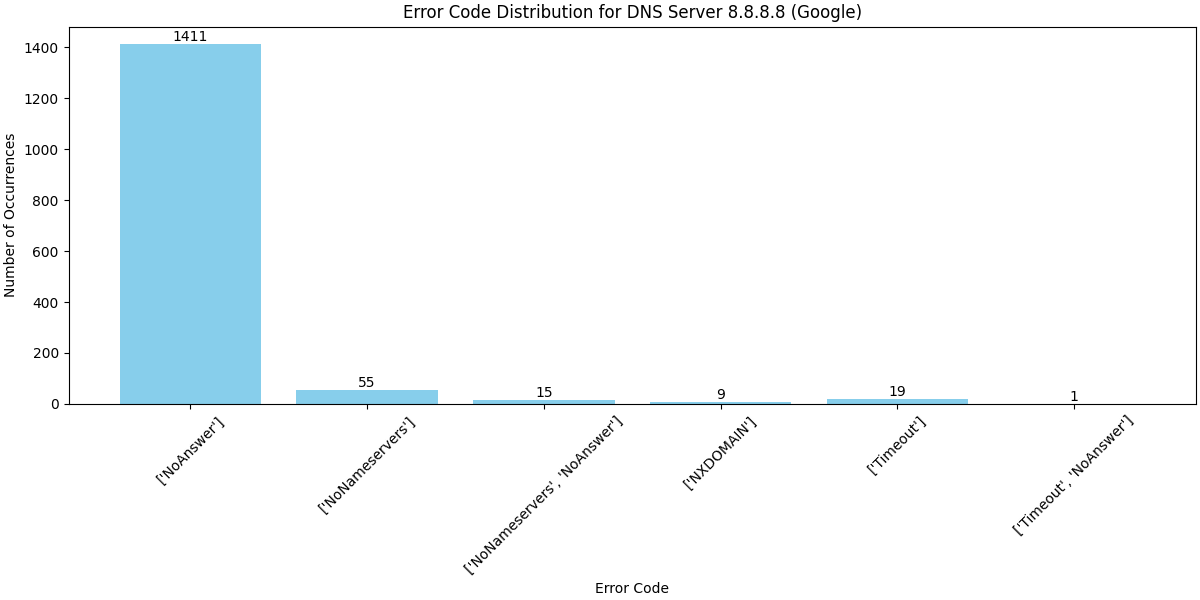 Error Code Distribution for DNS Server 8.8.8.8 (Google)
Number of Occurrences
1400
1200
1000
800
600
400
200
0
1411
55
15
9
19
1
['NoAnswer']
['NoNameservers']
['NoNameservers', 'NoAnswer']
['NXDOMAIN']
['Timeout']
['Timeout', 'NoAnswer']
Error Code